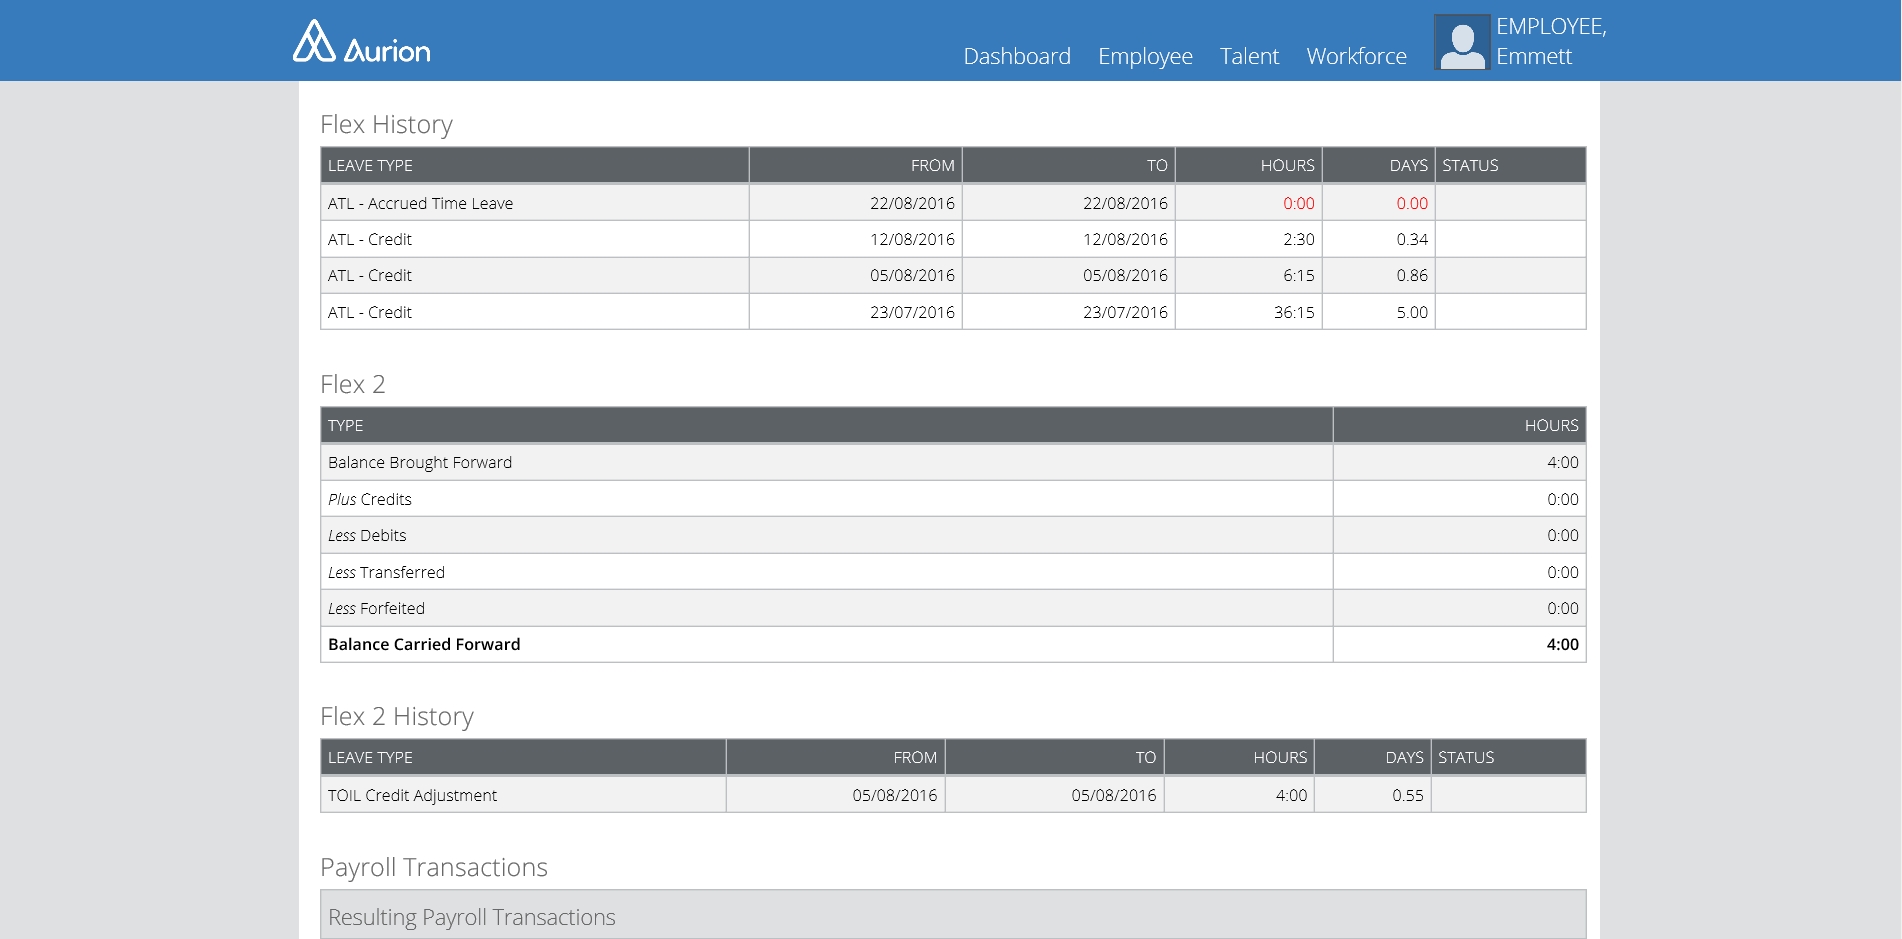 Aurion
Dashboard Employee Talent Workforce EMPLOYEE,
Emmett
Flex History
LEAVE TYPE FROM TO HOURS DAYS STATUS
ATL - Accrued Time Leave 22/08/2016 22/08/2016 0:00 0.00
ATL - Credit 12/08/2016 12/08/2016 2:30 0.34
ATL - Credit 05/08/2016 05/08/2016 6:15 0.86
ATL - Credit 23/07/2016 23/07/2016 36:15 5.00
Flex 2
TYPE HOURS
Balance Brought Forward 4:00
Plus Credits 0:00
Less Debits 0:00
Less Transferred 0:00
Less Forfeited 0:00
Balance Carried Forward 4:00
Flex 2 History
LEAVE TYPE FROM TO HOURS DAYS STATUS
TOIL Credit Adjustment 05/08/2016 05/08/2016 4:00 0.55
Payroll Transactions
Resulting Payroll Transactions